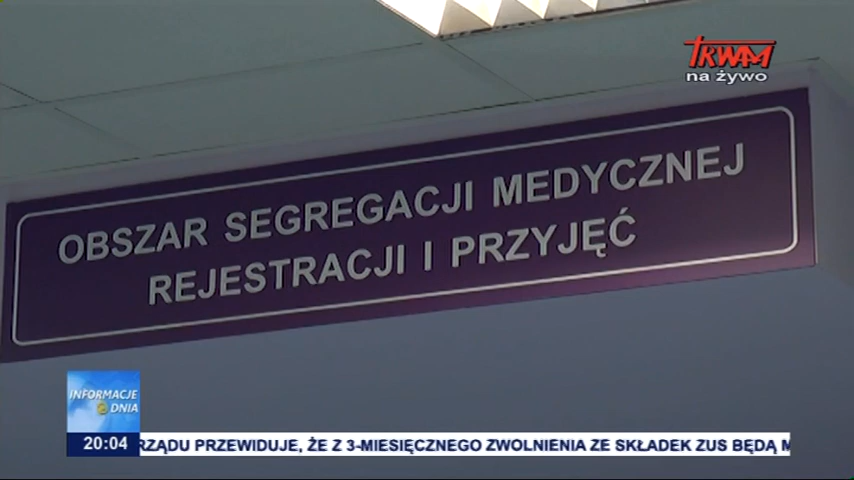 TRWAM
na żywo
OBSZAR SEGREGACJI MEDYCZNEJ
REJESTRACJI I PRZYJĘĆ
INFORMACJE
DNIA
20:04
RZĄDU PRZEWIDUJE, ŻE Z 3-MIESIĘCZNEGO ZWOLNIENIA ZE SKŁADEK ZUS BĘDĄ